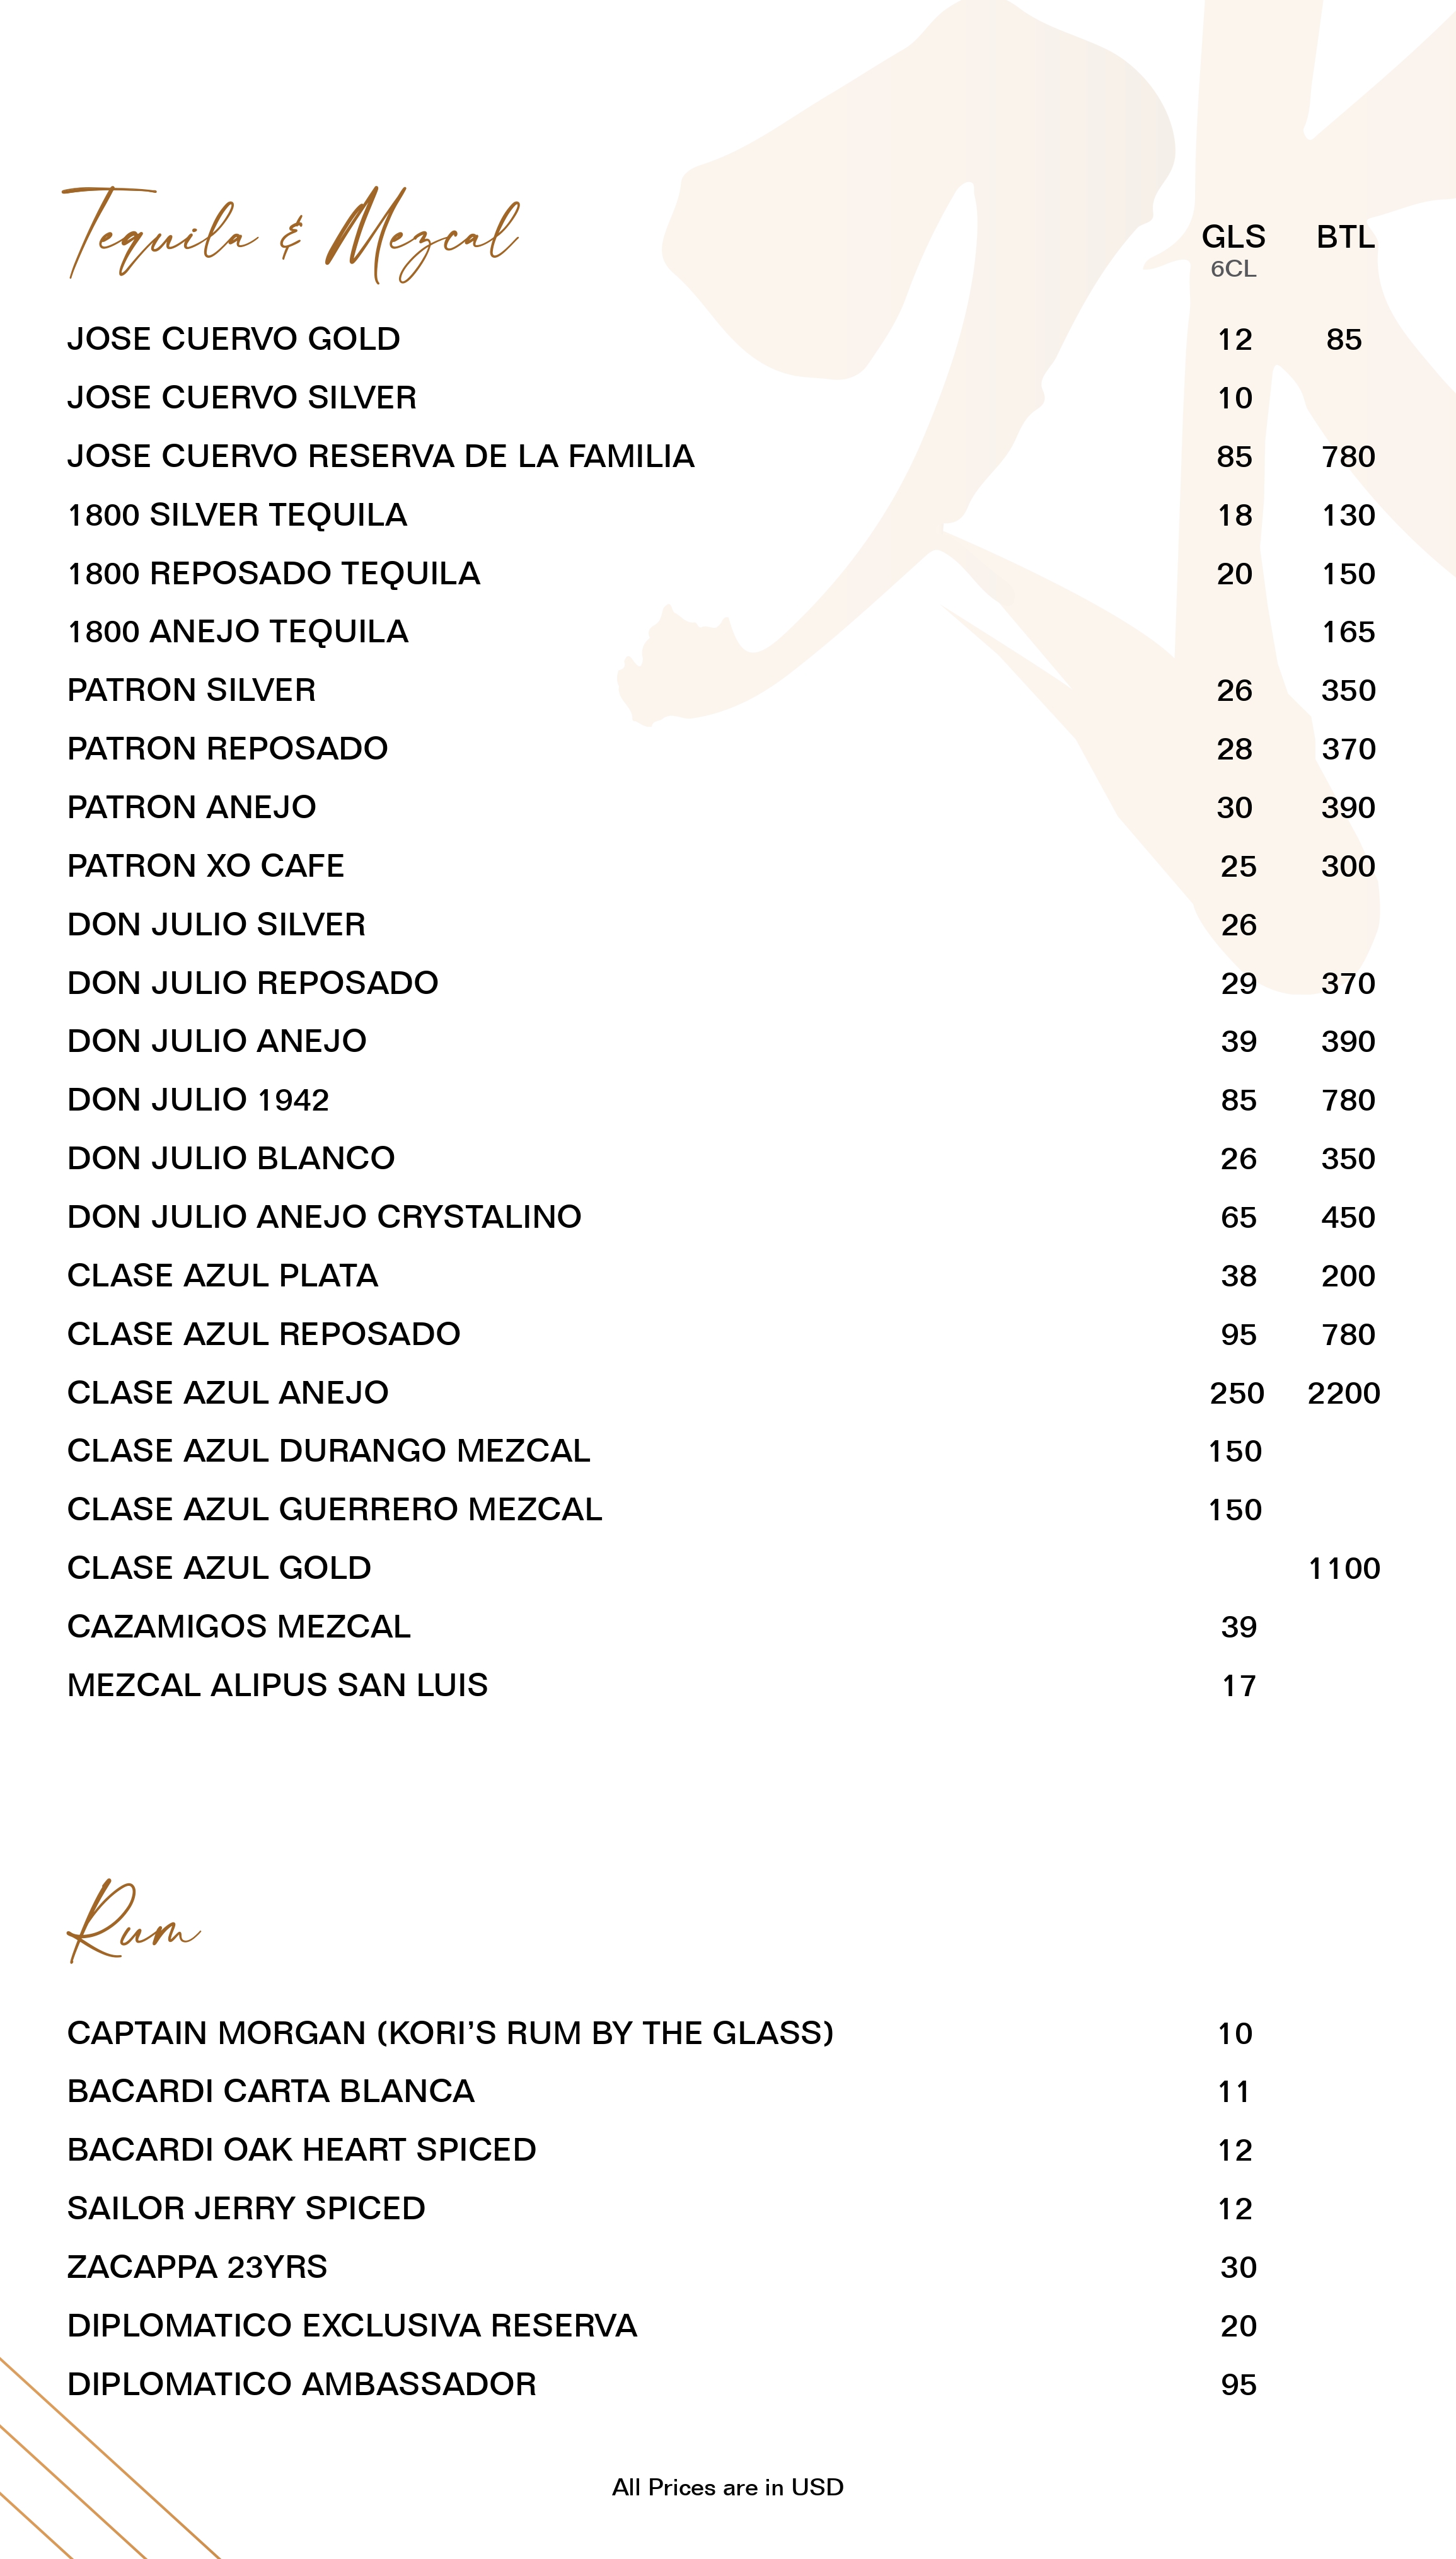 Tequila & Mezcal GLS BTL
6CL
JOSE CUERVO GOLD 12 85
JOSE CUERVO SILVER 10
JOSE CUERVO RESERVA DE LA FAMILIA 85 780
1800 SILVER TEQUILA 18 130
1800 REPOSADO TEQUILA 20 150
1800 ANEJO TEQUILA 165
PATRON SILVER 26 350
PATRON REPOSADO 28 370
PATRON ANEJO 30 390
PATRON XO CAFE 25 300
DON JULIO SILVER 26
DON JULIO REPOSADO 29 370
DON JULIO ANEJO 39 390
DON JULIO 1942 85 780
DON JULIO BLANCO 26 350
DON JULIO ANEJO CRYSTALINO 65 450
CLASE AZUL PLATA 38 200
CLASE AZUL REPOSADO 95 780
CLASE AZUL ANEJO 250 2200
CLASE AZUL DURANGO MEZCAL 150
CLASE AZUL GUERRERO MEZCAL 150
CLASE AZUL GOLD 1100
CAZAMIGOS MEZCAL 39
MEZCAL ALIPUS SAN LUIS 17
Rum
CAPTAIN MORGAN (KORI’S RUM BY THE GLASS) 10
BACARDI CARTA BLANCA 11
BACARDI OAK HEART SPICED 12
SAILOR JERRY SPICED 12
ZACAPPA 23YRS 30
DIPLOMATICO EXCLUSIVA RESERVA 20
DIPLOMATICO AMBASSADOR 95
All Prices are in USD